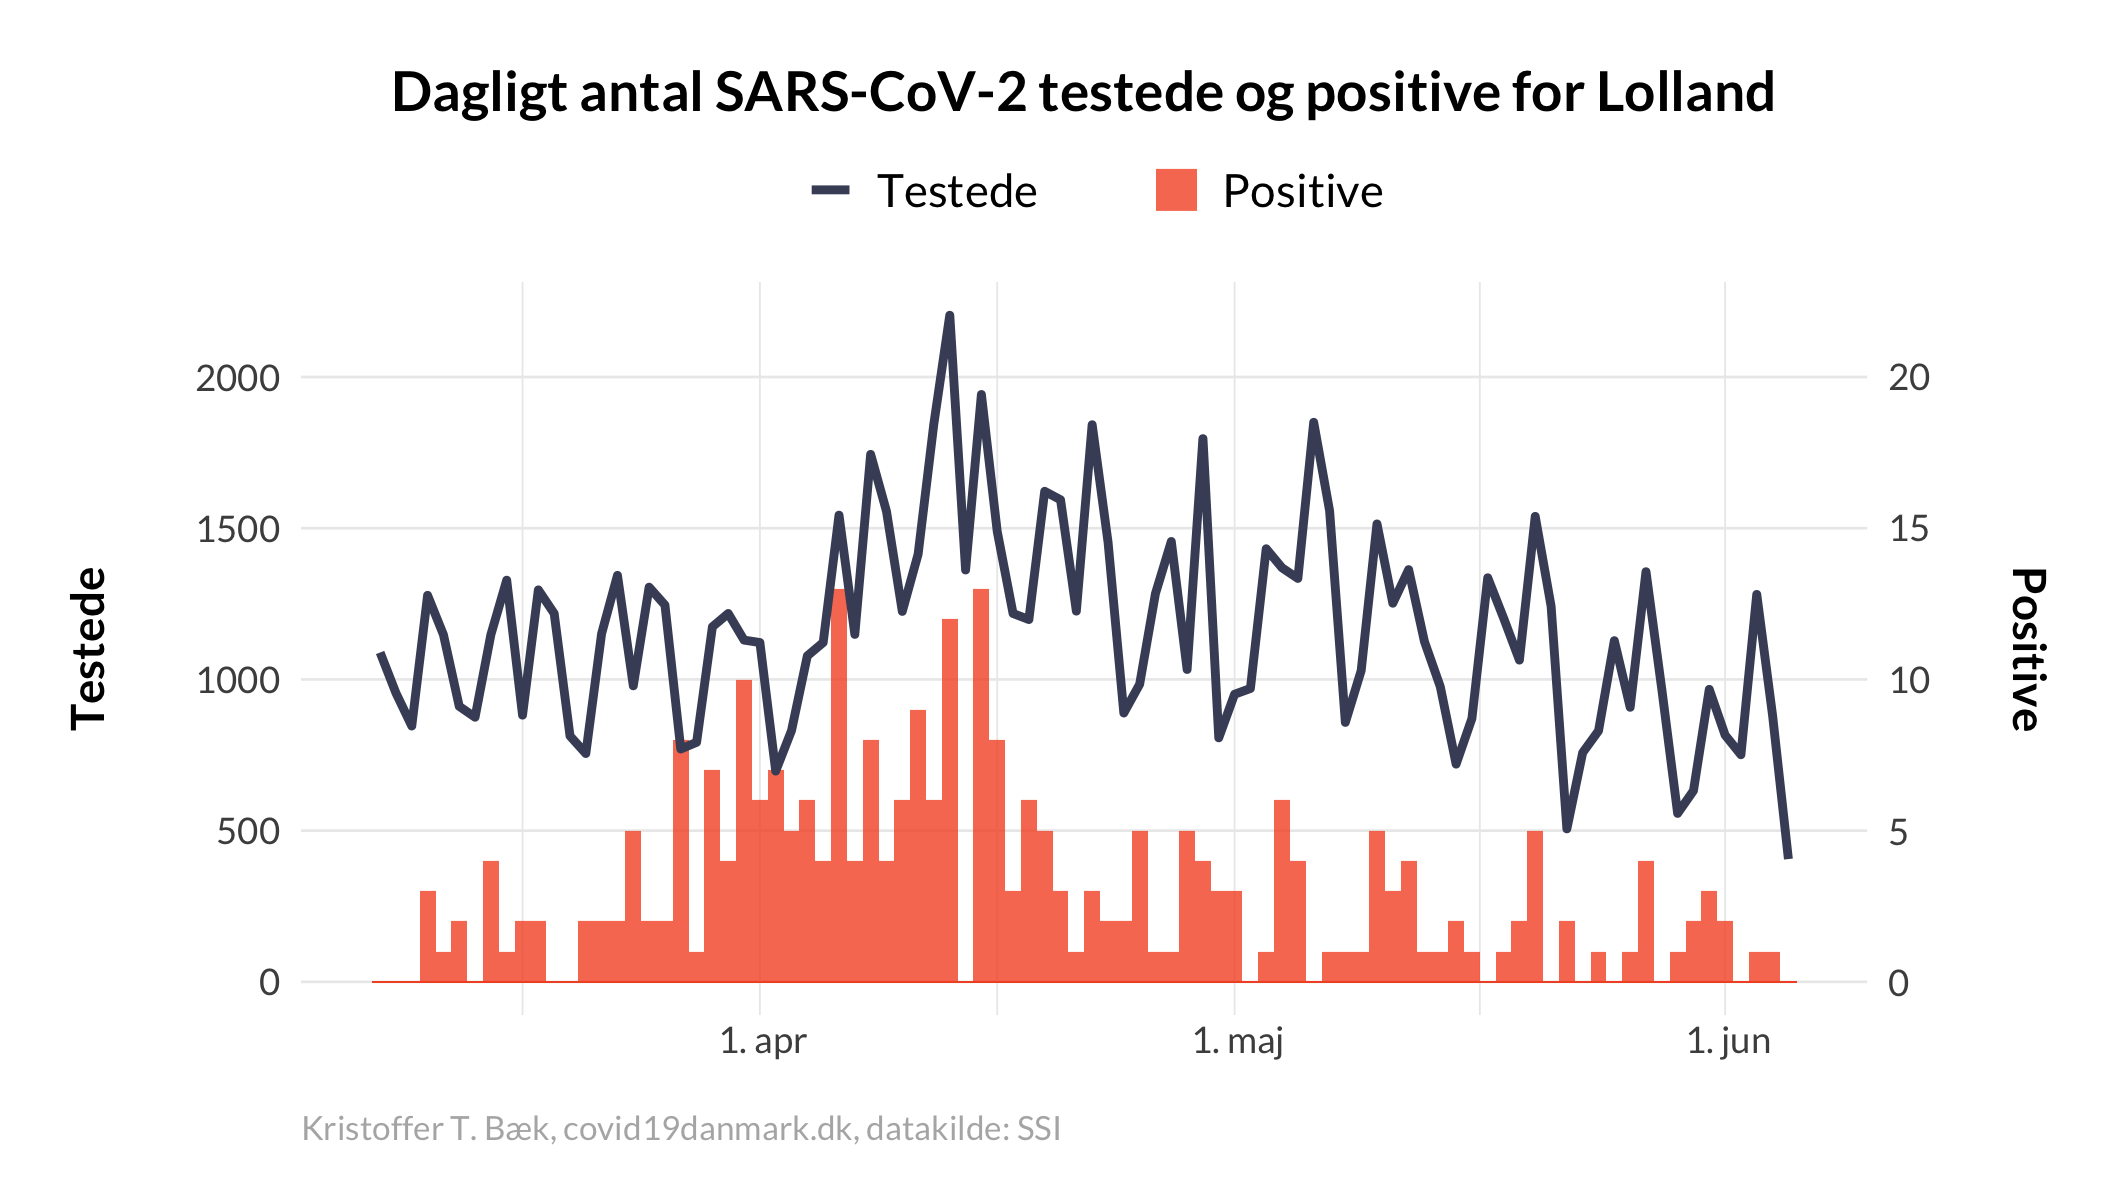 Dagligt antal SARS-CoV-2 testede og positive for Lolland
Testede
Positive
2000
1500
1000
500
0
Testede
20
15
10
5
0
Positive
1. apr
1. maj
1. jun
Kristoffer T. Bæk, covid19danmark.dk, datakilde: SSI